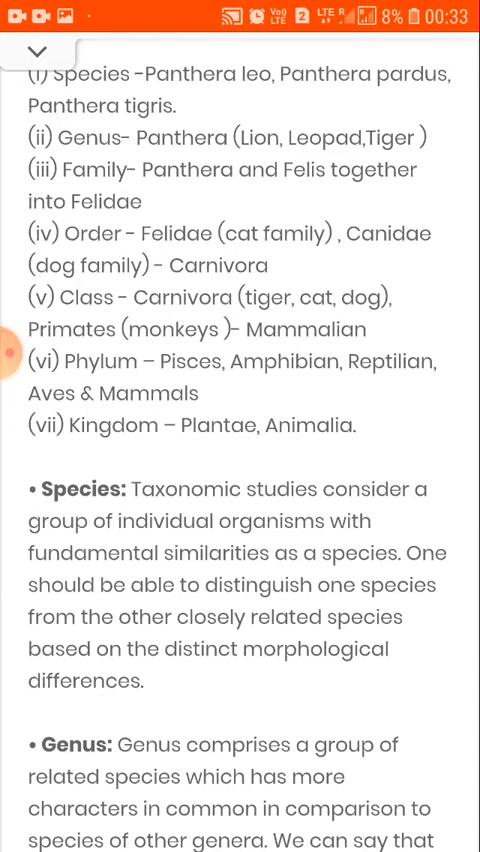 Vo)) LTE 2 LTE R R 8% 00:33
(i) Species -Panthera leo, Panthera pardus,
Panthera tigris.
(ii) Genus- Panthera (Lion, Leopad,Tiger )
(iii) Family- Panthera and Felis together
into Felidae
(iv) Order - Felidae (cat family) , Canidae
(dog family) - Carnivora
(v) Class - Carnivora (tiger, cat, dog),
Primates (monkeys )- Mammalian
(vi) Phylum – Pisces, Amphibian, Reptilian,
Aves & Mammals
(vii) Kingdom – Plantae, Animalia.
• Species: Taxonomic studies consider a
group of individual organisms with
fundamental similarities as a species. One
should be able to distinguish one species
from the other closely related species
based on the distinct morphological
differences.
• Genus: Genus comprises a group of
related species which has more
characters in common in comparison to
species of other genera. We can say that